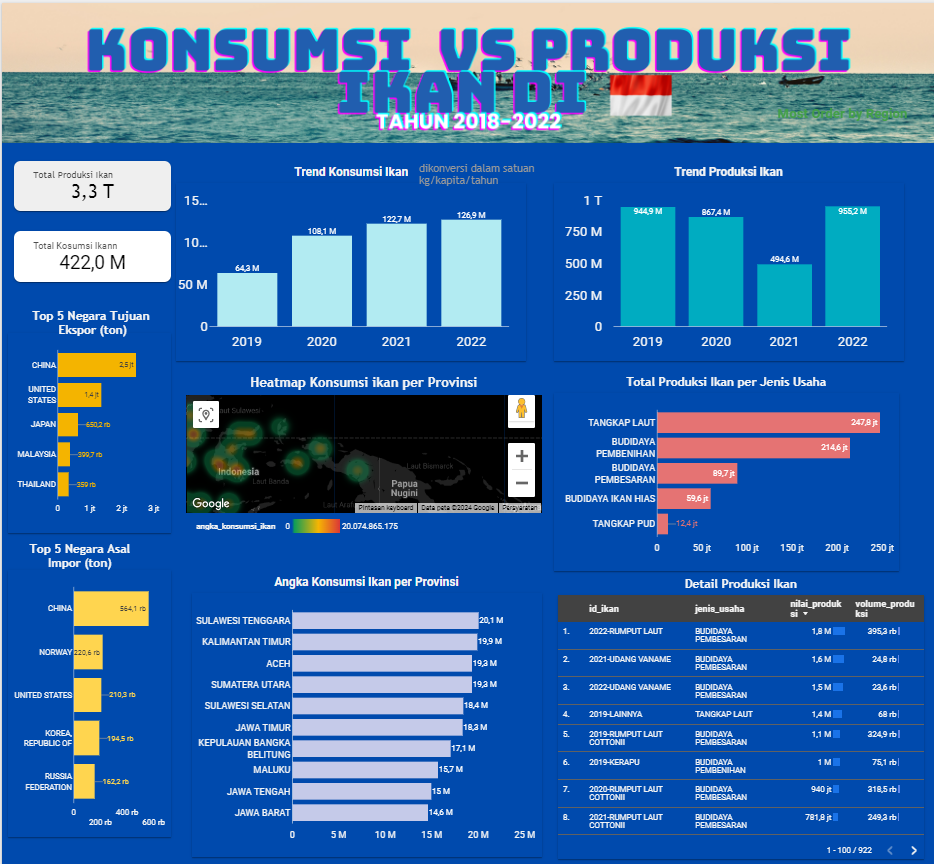 KONSUMSI VS PRODUKSI
IKAN DI
TAHUN 2018-2022
Total Produksi Ikan
3,3 T
Total Kosumsi Ikann
422,0 M
Trend Konsumsi Ikan
dikonversi dalam satuan
kg/kapita/tahun
15...
10...
50 M
0
64,3 M
108,1 M
122,7 M
126,9 M
2019
2020
2021
2022
Trend Produksi Ikan
1 T
750 M
500 M
250 M
0
944,9 M
867,4 M
494,6 M
955,2 M
2019
2020
2021
2022
Top 5 Negara Tujuan
Ekspor (ton)
CHINA
2,5 jt
UNITED
STATES
1,4 jt
JAPAN
650,2 rb
MALAYSIA
399,7 rb
THAILAND
359 rb
0
1 jt
2 jt
3 jt
Heatmap Konsumsi ikan per Provinsi
Laut Sulawesi
Indonesia
Laut Banda
Laut Bismarck
Papua
Nugini
Google
Pintasan keyboard
Data peta ©2024 Google
Persyaratan
angka_konsumsi_ikan
0
20.074.865.175
Total Produksi Ikan per Jenis Usaha
TANGKAP LAUT
247,8 jt
BUDIDAYA
PEMBENIHAN
214,6 jt
BUDIDAYA
PEMBESARAN
89,7 jt
BUDIDAYA IKAN HIAS
59,6 jt
TANGKAP PUD
12,4 jt
0
50 jt
100 jt
150 jt
200 jt
250 jt
Top 5 Negara Asal
Impor (ton)
CHINA
564,1 rb
NORWAY
220,6 rb
UNITED STATES
210,3 rb
KOREA,
REPUBLIC OF
194,5 rb
RUSSIA
FEDERATION
162,2 rb
0
200 rb
400 rb
600 rb
Angka Konsumsi Ikan per Provinsi
SULAWESI TENGGARA
20,1 M
KALIMANTAN TIMUR
19,9 M
ACEH
19,3 M
SUMATERA UTARA
19,3 M
SULAWESI SELATAN
18,4 M
JAWA TIMUR
18,3 M
KEPULAUAN BANGKA
BELITUNG
17,1 M
MALUKU
15,7 M
JAWA TENGAH
15 M
JAWA BARAT
14,6 M
0
5 M
10 M
15 M
20 M
25 M
Detail Produksi Ikan
id_ikan jenis_usaha nilai_produk
si volume_produ
ksi
1. 2022-RUMPUT LAUT BUDIDAYA
PEMBESARAN 1,8 M 395,3 rb
2. 2021-UDANG VANAME BUDIDAYA
PEMBESARAN 1,6 M 24,8 rb
3. 2022-UDANG VANAME BUDIDAYA
PEMBESARAN 1,5 M 23,6 rb
4. 2019-LAINNYA TANGKAP LAUT 1,4 M 68 rb
5. 2019-RUMPUT LAUT
COTTONII BUDIDAYA
PEMBESARAN 1,1 M 324,9 rb
6. 2019-KERAPU BUDIDAYA
PEMBENIHAN 1 M 75,1 rb
7. 2020-RUMPUT LAUT
COTTONII BUDIDAYA
PEMBESARAN 940 jt 318,5 rb
8. 2021-RUMPUT LAUT
COTTONII BUDIDAYA
PEMBESARAN 781,8 jt 249,3 rb
1 - 100 / 922